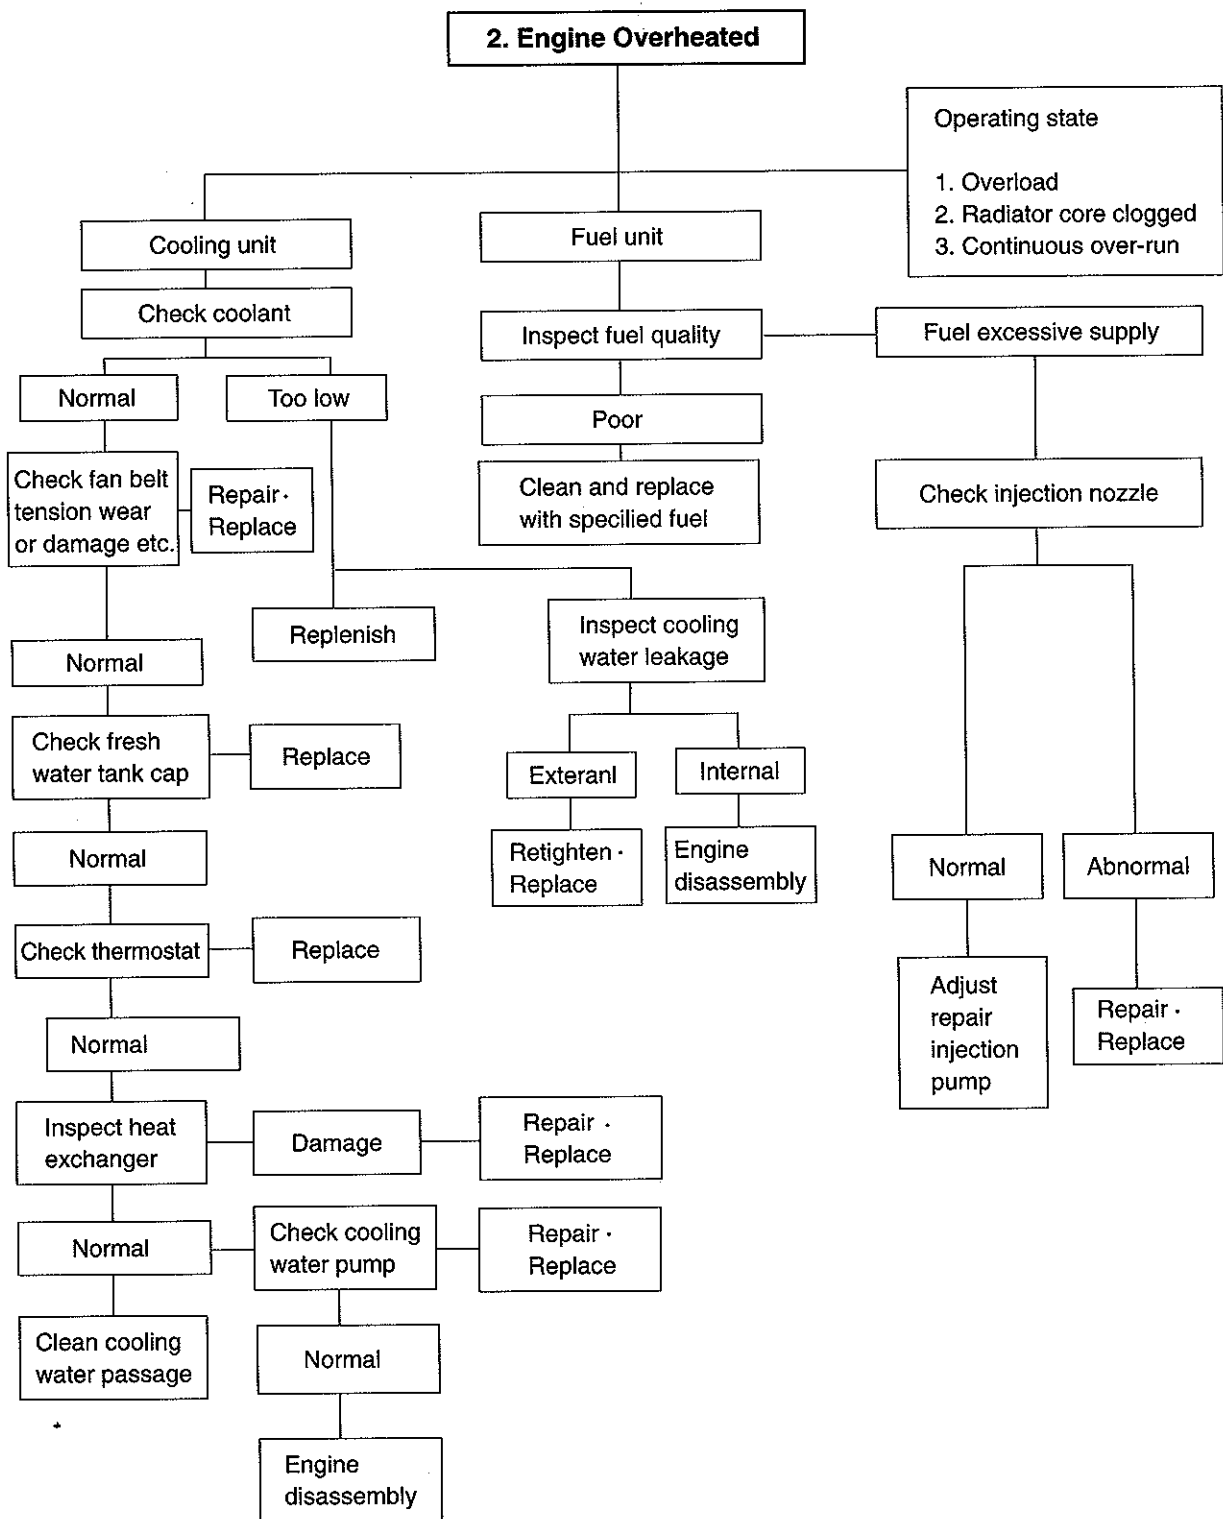 2. Engine Overheated
Operating state
1. Overload
2. Radiator core clogged
3. Continuous over-run
Cooling unit
Fuel unit
Check coolant
Inspect fuel quality
Fuel excessive supply
Normal
Too low
Poor
Check fan belt
tension wear
or damage etc.
Repair·
Replace
Clean and replace
with specilied fuel
Check injection nozzle
Replenish
Inspect cooling
water leakage
Normal
Check fresh
water tank cap
Replace
Exteranl
Internal
Normal
Retighten·
Replace
Engine
disassembly
Normal
Abnormal
Check thermostat
Replace
Adjust
repair
injection
pump
Repair·
Replace
Normal
Inspect heat
exchanger
Damage
Repair·
Replace
Normal
Check cooling
water pump
Repair·
Replace
Clean cooling
water passage
Normal
Engine
disassembly